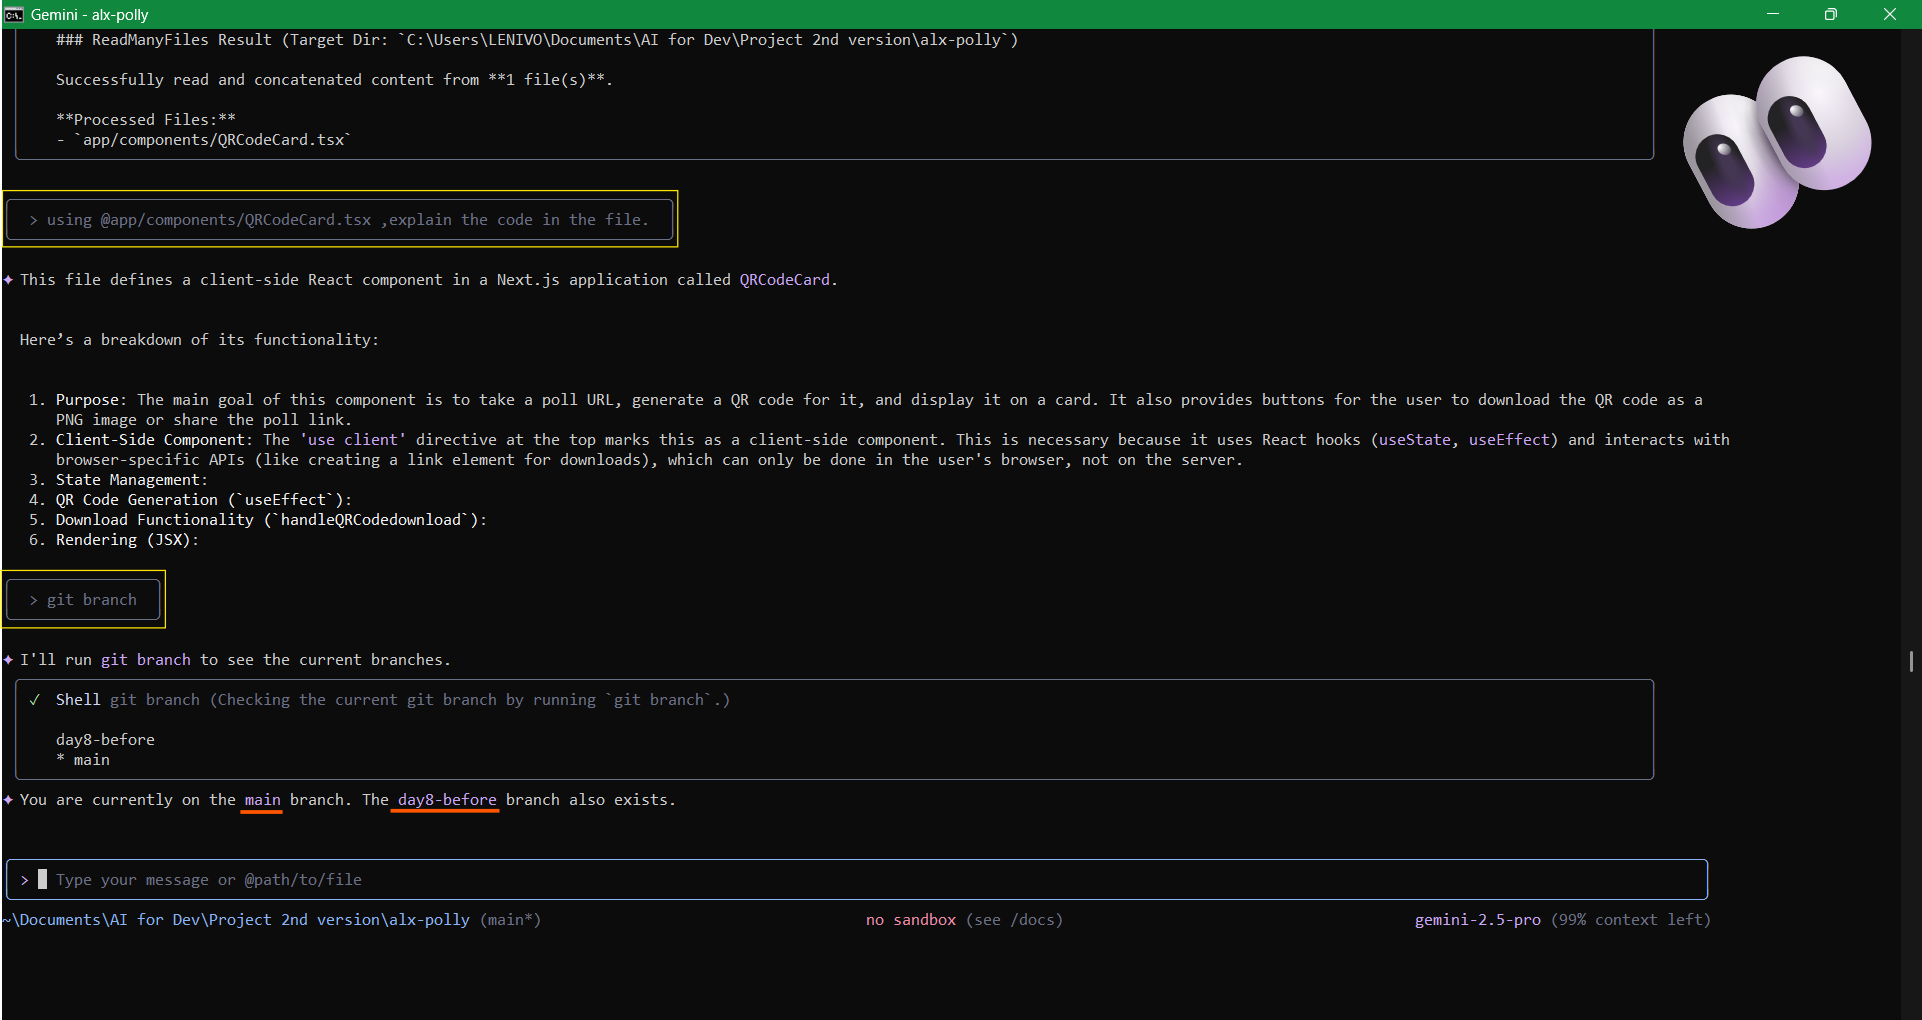 Gemini - alx-polly
### ReadManyFiles Result (Target Dir: `C:\Users\LENIVO\Documents\AI for Dev\Project 2nd version\alx-polly`)
Successfully read and concatenated content from **1 file(s)**.
**Processed Files:**
- `app/components/QRCodeCard.tsx`
> using @app/components/QRCodeCard.tsx ,explain the code in the file.
✦ This file defines a client-side React component in a Next.js application called QRCodeCard.
Here’s a breakdown of its functionality:
1. Purpose: The main goal of this component is to take a poll URL, generate a QR code for it, and display it on a card. It also provides buttons for the user to download the QR code as a
PNG image or share the poll link.
2. Client-Side Component: The 'use client' directive at the top marks this as a client-side component. This is necessary because it uses React hooks (useState, useEffect) and interacts with
browser-specific APIs (like creating a link element for downloads), which can only be done in the user's browser, not on the server.
3. State Management:
4. QR Code Generation (`useEffect`):
5. Download Functionality (`handleQRCodedownload`):
6. Rendering (JSX):
> git branch
✦ I'll run git branch to see the current branches.
✓ Shell git branch (Checking the current git branch by running `git branch`.)
day8-before
* main
✦ You are currently on the main branch. The day8-before branch also exists.
> Type your message or @path/to/file
~\Documents\AI for Dev\Project 2nd version\alx-polly (main*) no sandbox (see /docs) gemini-2.5-pro (99% context left)